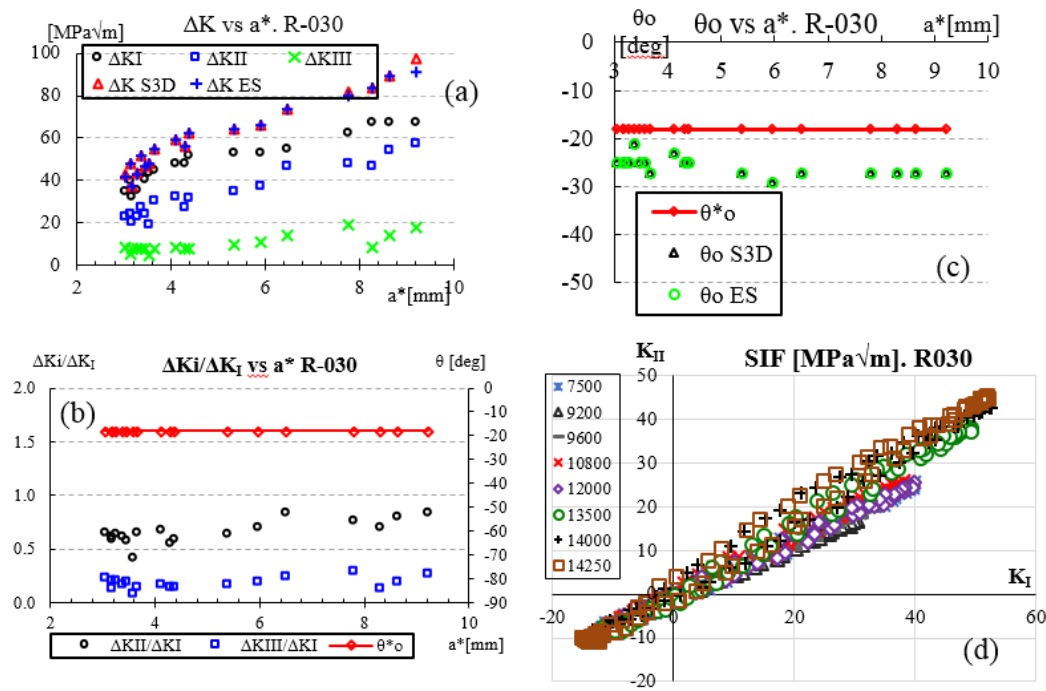 ΔK vs a*. R-030
[MPa√m]
ΔKI ΔKII ΔKIII
ΔK S3D ΔK ES
(a)
100
80
60
40
20
0
2 4 6 8 10
a*[mm]
θo vs a*. R-030
θo
[deg]
a*[mm]
0
-10
-20
-30
-40
-50
3 4 5 6 7 8 9 10
θ*o
θo S3D
θo ES
(c)
ΔKi/ΔK_I vs a* R-030
ΔKi/ΔK_I
θ [deg]
(b)
2.0
1.5
1.0
0.5
0.0
0
-10
-20
-30
-40
-50
-60
-70
-80
-90
2 4 6 8 10
ΔKII/ΔKI ΔKIII/ΔKI θ*o
a*[mm]
K_II
SIF [MPa√m]. R030
7500
9200
9600
10800
12000
13500
14000
14250
50
40
30
20
10
0
-10
-20
-20 0 20 40 60
K_I
(d)